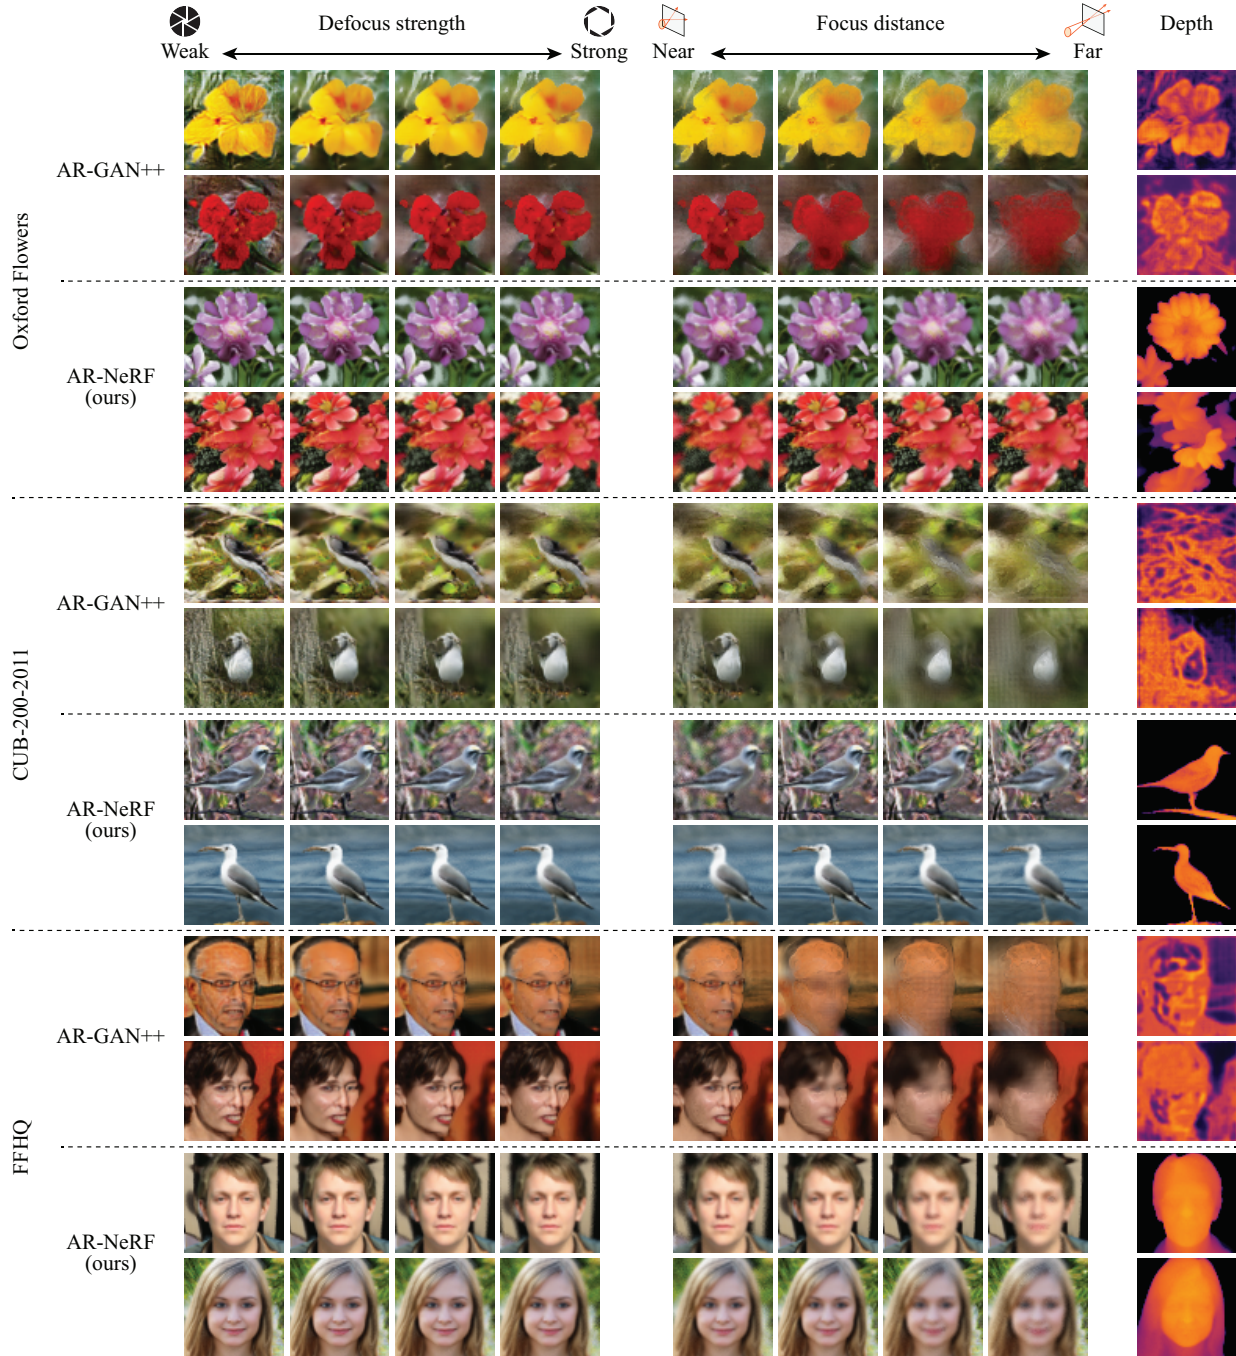 Defocus strength
Focus distance
Depth
Weak
Strong
Near
Far
Oxford Flowers
AR-GAN++
AR-NeRF
(ours)
CUB-200-2011
AR-GAN++
AR-NeRF
(ours)
FFHQ
AR-GAN++
AR-NeRF
(ours)